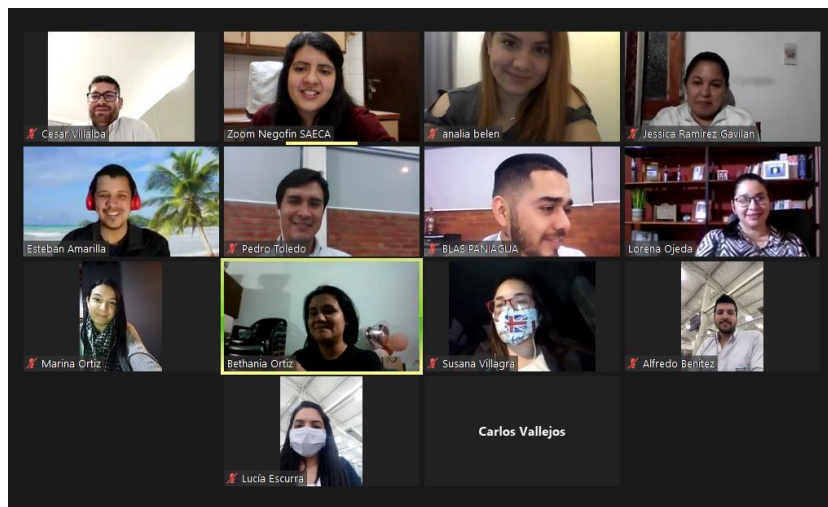 Cesar Villalba
Zoom Negofin SAECA
analia belen
Jessica Ramirez Gavilan
Esteban Amarilla
Pedro Toledo
BLAS PANIAGUA
Lorena Ojeda
Marina Ortiz
Bethania Ortiz
Susana Villagra
Alfredo Benitez
Lucía Escurra
Carlos Vallejos